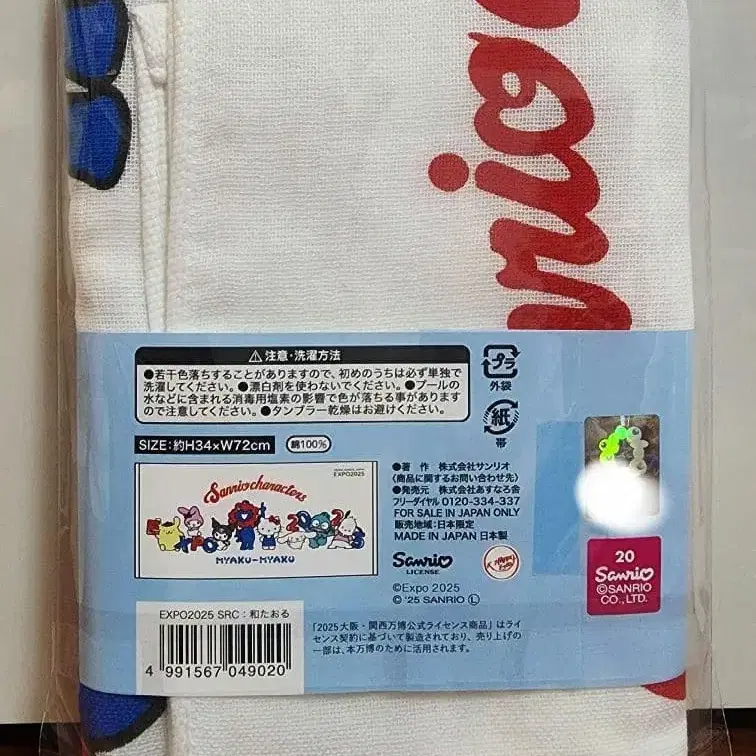 nrio
⚠注意・洗濯方法
●若干色落ちすることがありますので、初めのうちは必ず単独で
洗濯してください。●漂白剤を使わないでください。●プールの
水などに含まれる消毒用塩素の影響で色が落ちる事があります
ので注意してください。●タンブラー乾燥はお避けください。
プラ
外袋
紙
帯
SIZE:約H34×W72cm
綿100%
EXPO2025
Sanrio characters
EXPO 2025
MYAKU-MYAKU
●著 作 株式会社サンリオ
〈商品に関するお問い合わせ先〉
●発売元 株式会社あすなろ舎
フリーダイヤル 0120-334-337
FOR SALE IN JAPAN ONLY
販売地域:日本限定
MADE IN JAPAN 日本製
Sanrio
LICENSE
©Expo 2025
© '25 SANRIO Ⓛ
20
Sanrio
©SANRIO
CO., LTD.
EXPO2025 SRC:和たおる
4 991567 049020
「2025大阪・関西万博公式ライセンス商品」はライ
センス契約に基づいて製造されており、売り上げの
一部は、本万博のために活用されます。